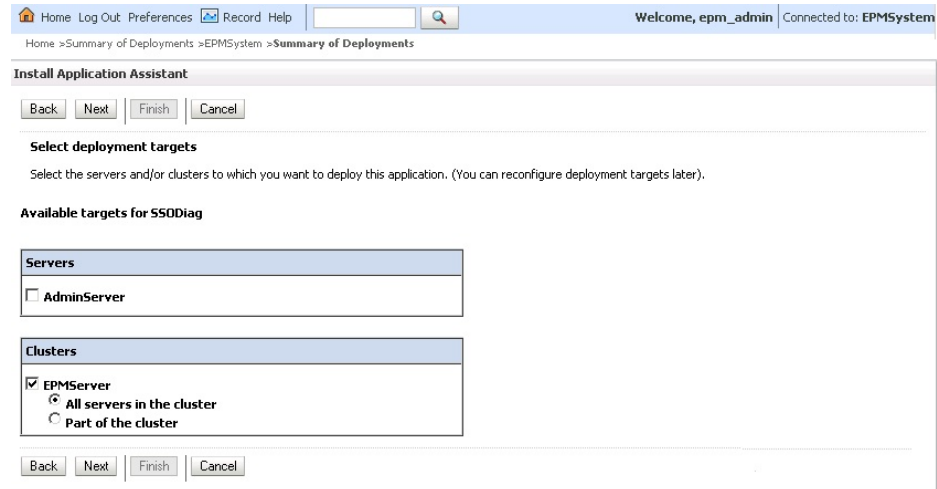 Home Log Out Preferences Record Help
Welcome, epm_admin Connected to: EPMSystem
Home >Summary of Deployments >EPMSystem >Summary of Deployments
Install Application Assistant
Back Next Finish Cancel
Select deployment targets
Select the servers and/or clusters to which you want to deploy this application. (You can reconfigure deployment targets later).
Available targets for SSODiag
Servers
AdminServer
Clusters
EPMServer
All servers in the cluster
Part of the cluster
Back Next Finish Cancel